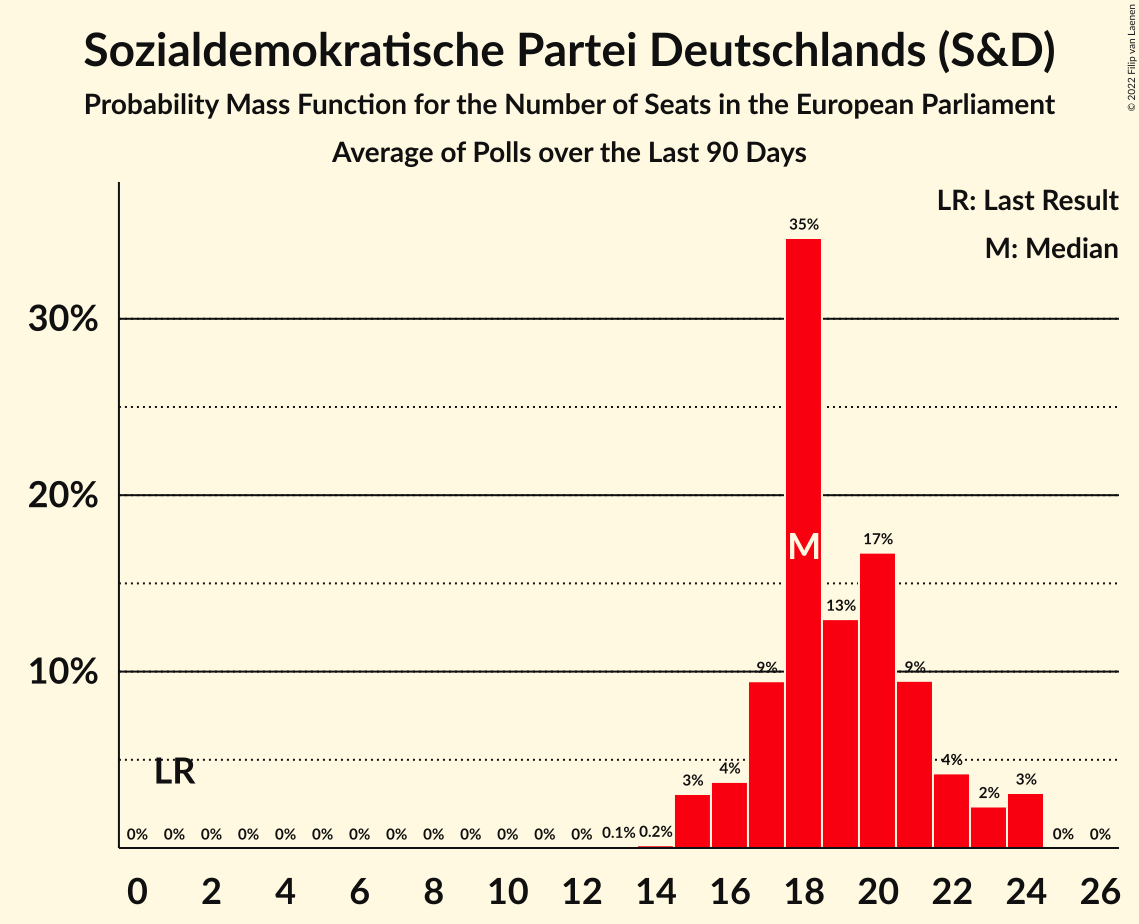 Sozialdemokratische Partei Deutschlands (S&D)
Probability Mass Function for the Number of Seats in the European Parliament
Average of Polls over the Last 90 Days
© 2022 Filip van Laenen
LR: Last Result
M: Median
35%
30%
20%
M
17%
13%
10%
9%
9%
LR
3%
4%
4%
2%
3%
0% 0% 0% 0% 0% 0% 0% 0% 0% 0% 0% 0% 0% 0.1% 0.2% 0% 0%
0 2 4 6 8 10 12 14 16 18 20 22 24 26